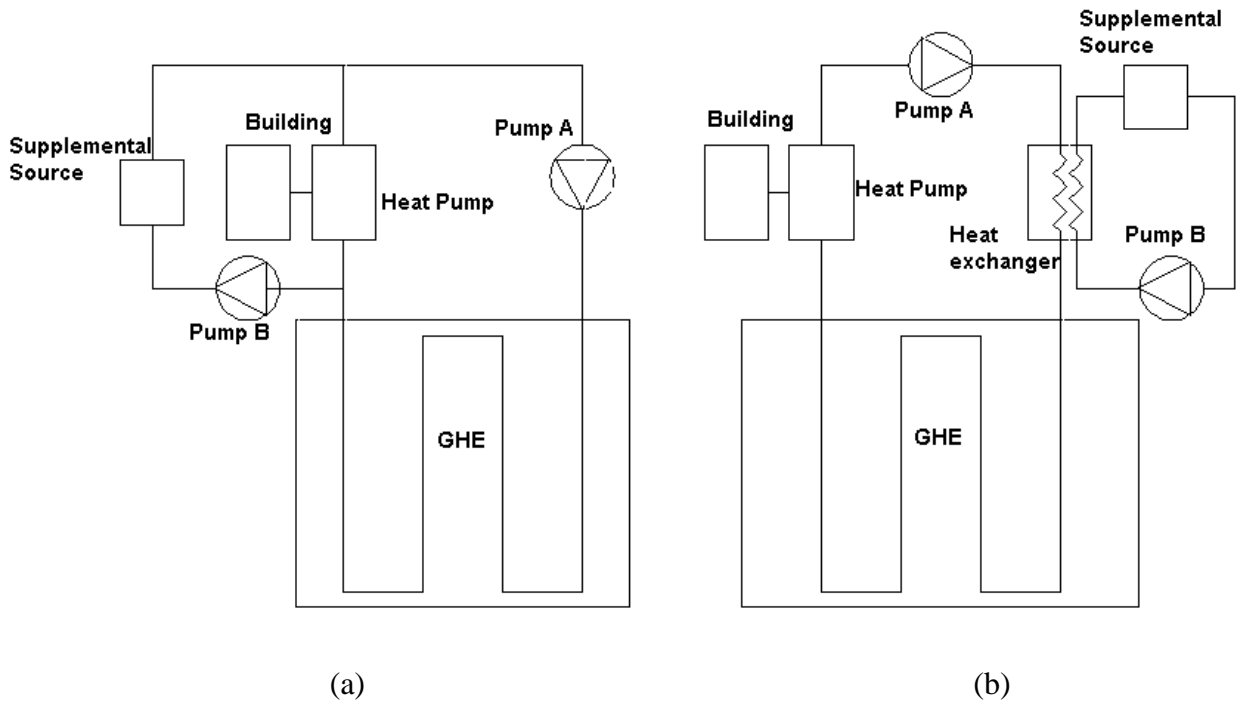 Supplemental
Source
Building
Pump A
Heat Pump
Pump B
GHE
(a)
Supplemental
Source
Building
Pump A
Heat Pump
Heat
exchanger
Pump B
GHE
(b)